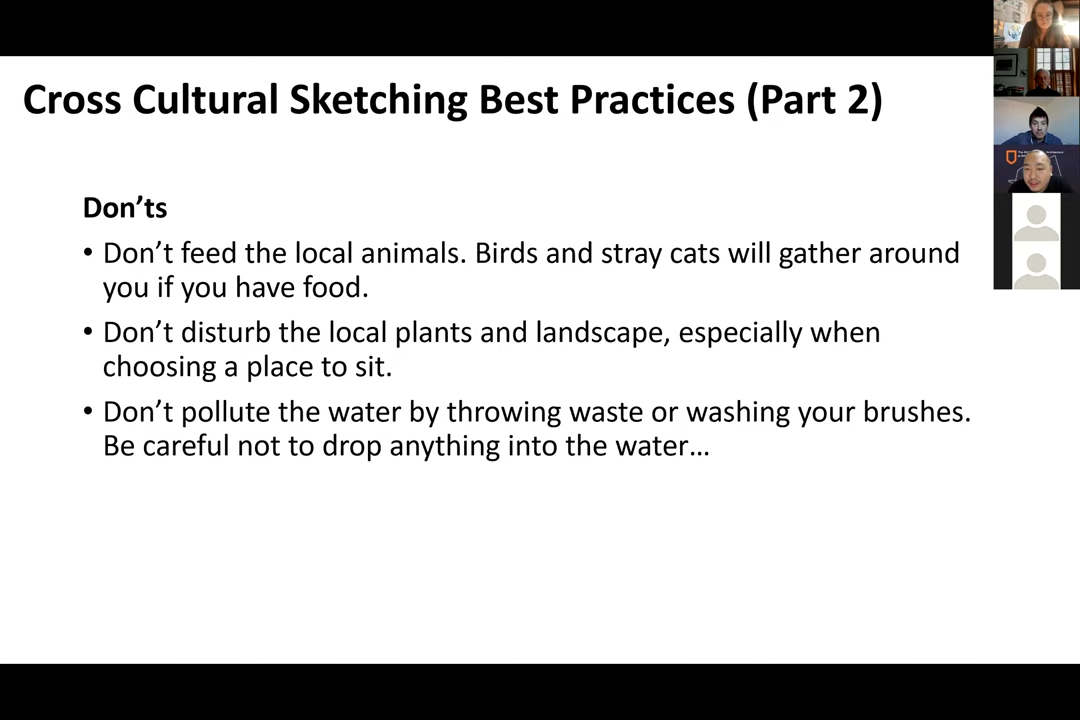 Cross Cultural Sketching Best Practices (Part 2)
Don’ts
• Don’t feed the local animals. Birds and stray cats will gather around
you if you have food.
• Don’t disturb the local plants and landscape, especially when
choosing a place to sit.
• Don’t pollute the water by throwing waste or washing your brushes.
Be careful not to drop anything into the water…